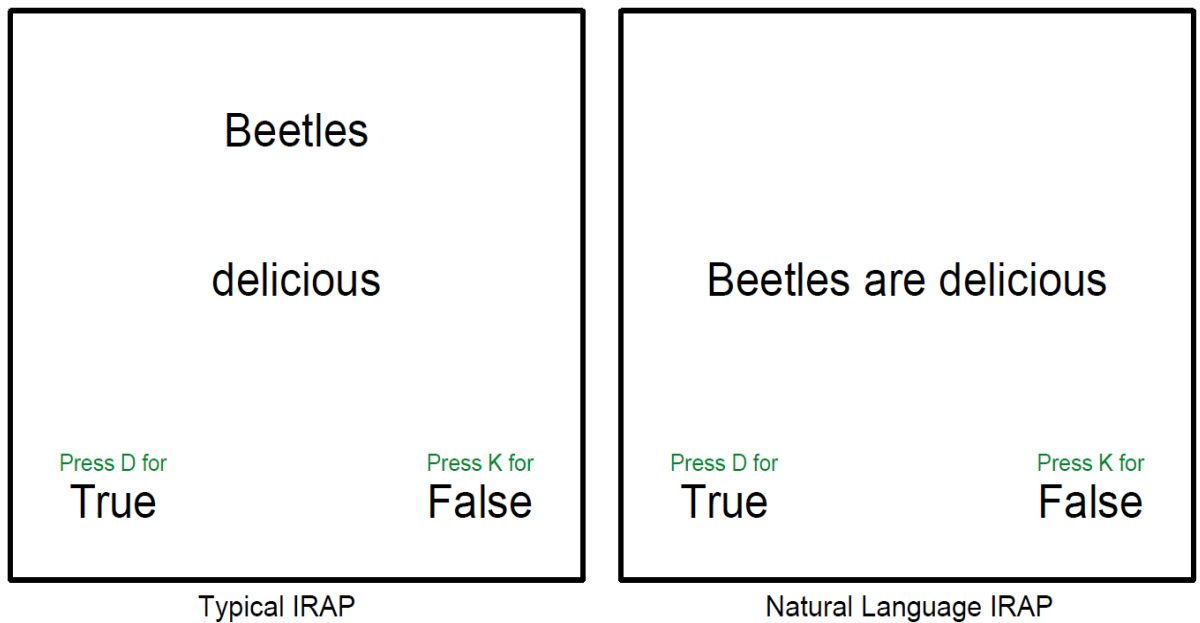 Beetles
delicious
Press D for
True
Press K for
False
Typical IRAP
Beetles are delicious
Press D for
True
Press K for
False
Natural Language IRAP